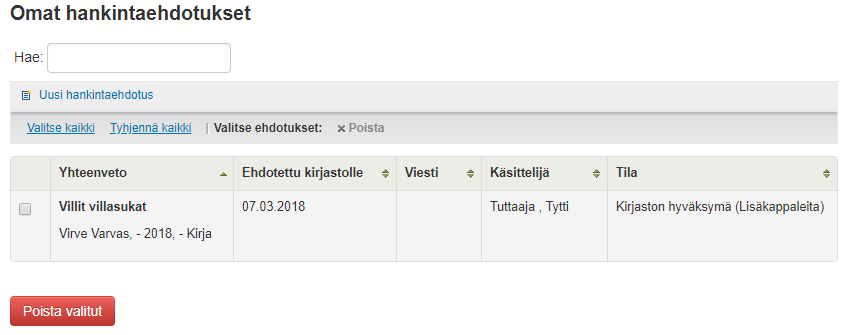 Omat hankintaehdotukset
Hae:
Uusi hankintaehdotus
Valitse kaikki Tyhjennä kaikki | Valitse ehdotukset: Poista
Yhteenveto Ehdotettu kirjastolle Viesti Käsittelijä Tila
Villit villasukat 07.03.2018 Tuttaaja , Tytti Kirjaston hyväksymä (Lisäkappaleita)
Virve Varvas, - 2018, - Kirja
Poista valitut